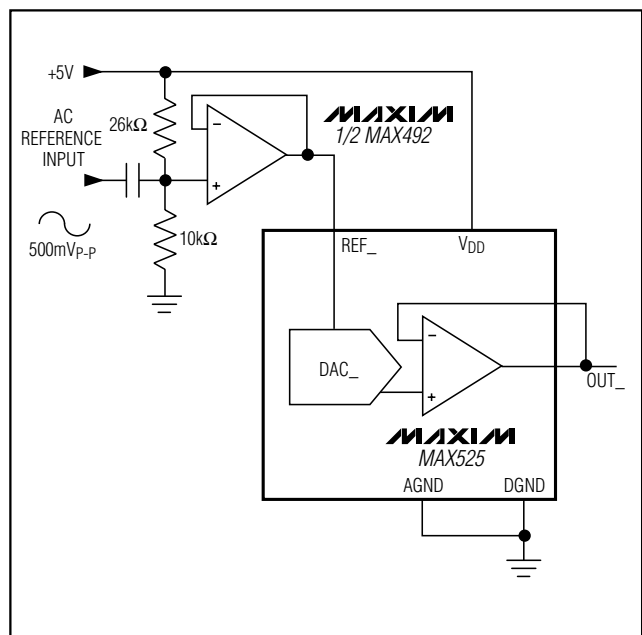 +5V
AC
REFERENCE
INPUT
26kΩ
MAXIM
1/2 MAX492
−
+
500mVP-P
10kΩ
REF_
VDD
DAC_
−
+
OUT_
MAXIM
MAX525
AGND
DGND